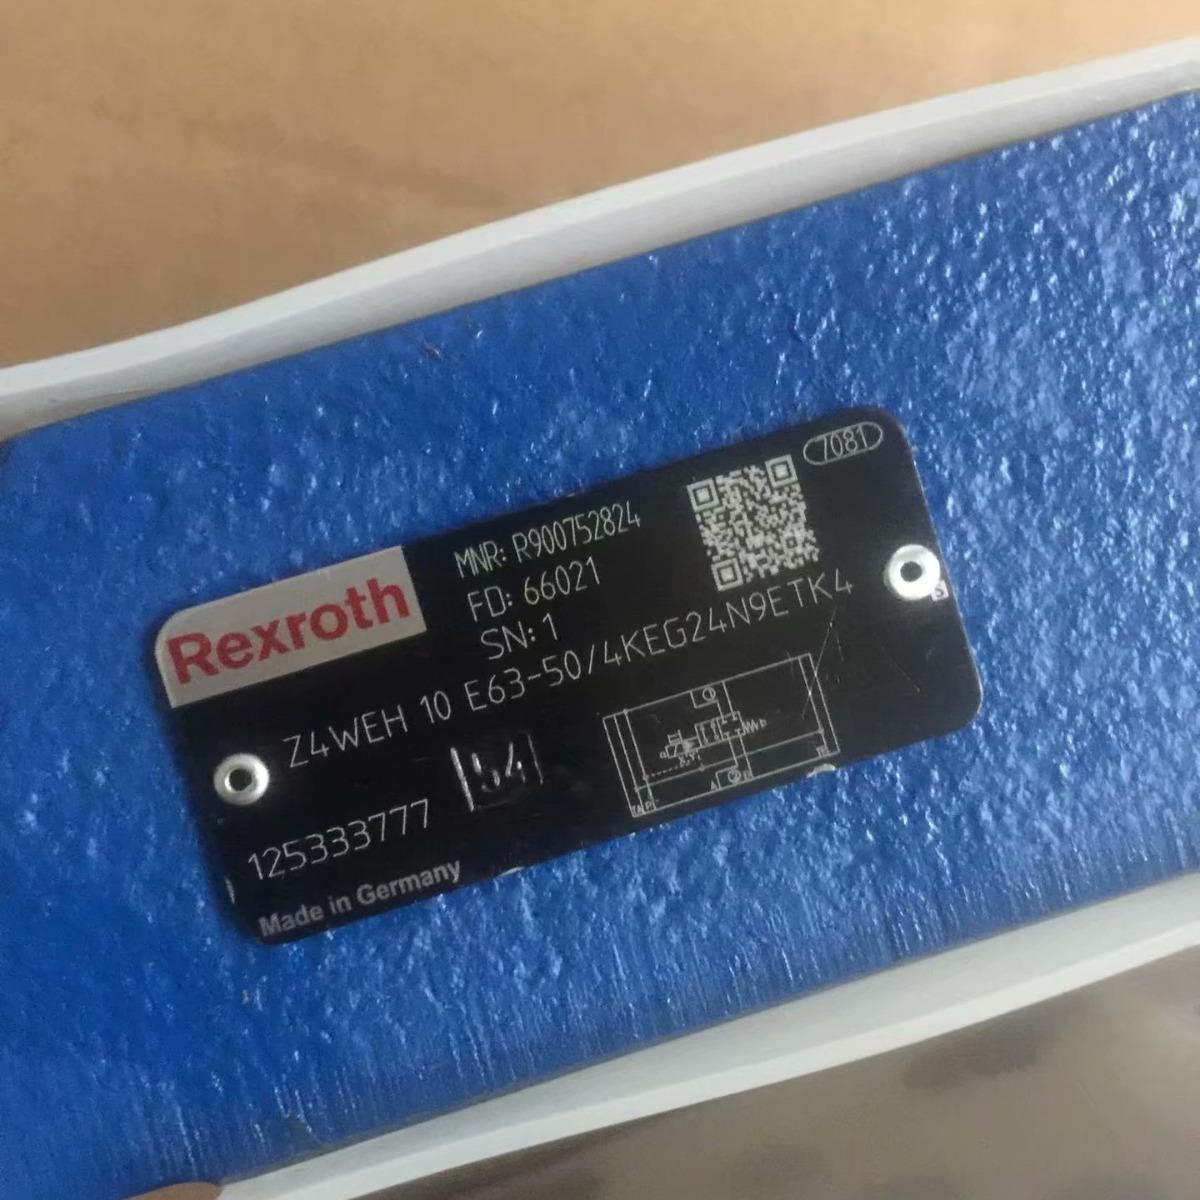 7081
Rexroth
MNR: R900752824
FD: 66021
SN: 1
Z4WEH 10 E63-50/4KEG24N9ETK4
54
125333777
Made in Germany